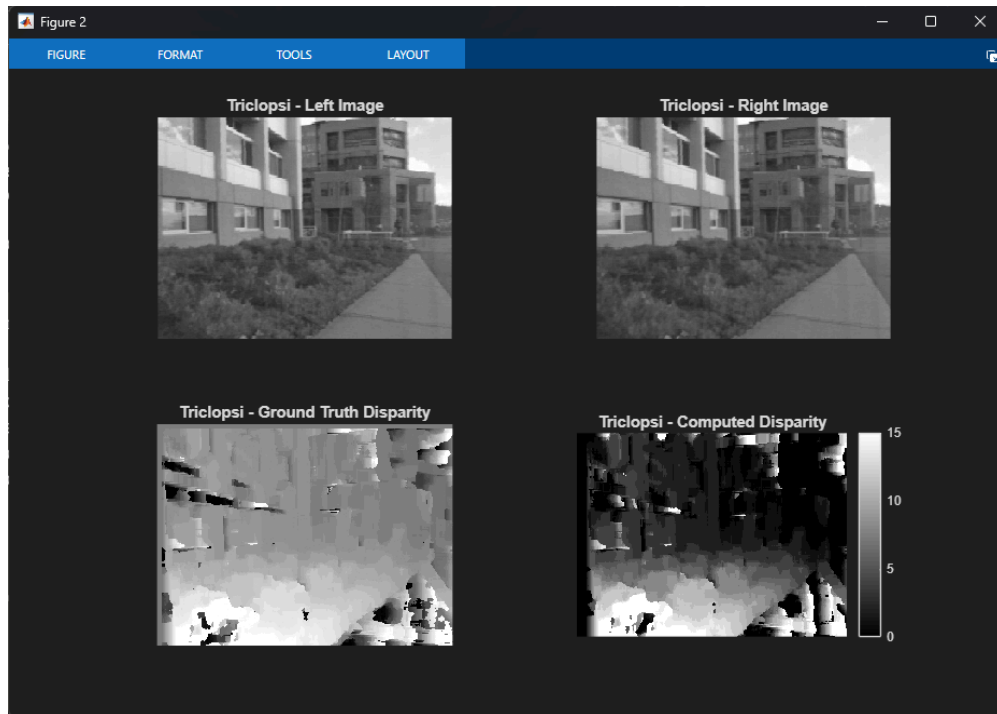 Figure 2
FIGURE FORMAT TOOLS LAYOUT
Triclopsi - Left Image
Triclopsi - Right Image
Triclopsi - Ground Truth Disparity
Triclopsi - Computed Disparity
15
10
5
0